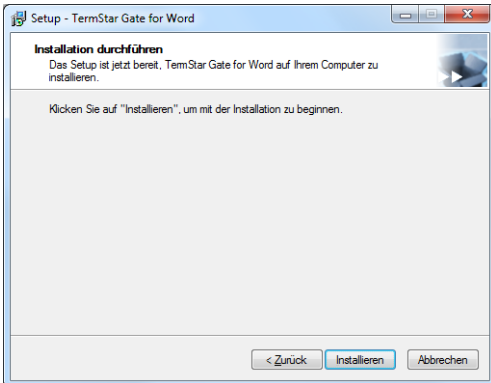 Setup - TermStar Gate for Word
Installation durchführen
Das Setup ist jetzt bereit, TermStar Gate for Word auf Ihrem Computer zu
installieren.
Klicken Sie auf "Installieren", um mit der Installation zu beginnen.
< Zurück Installieren Abbrechen